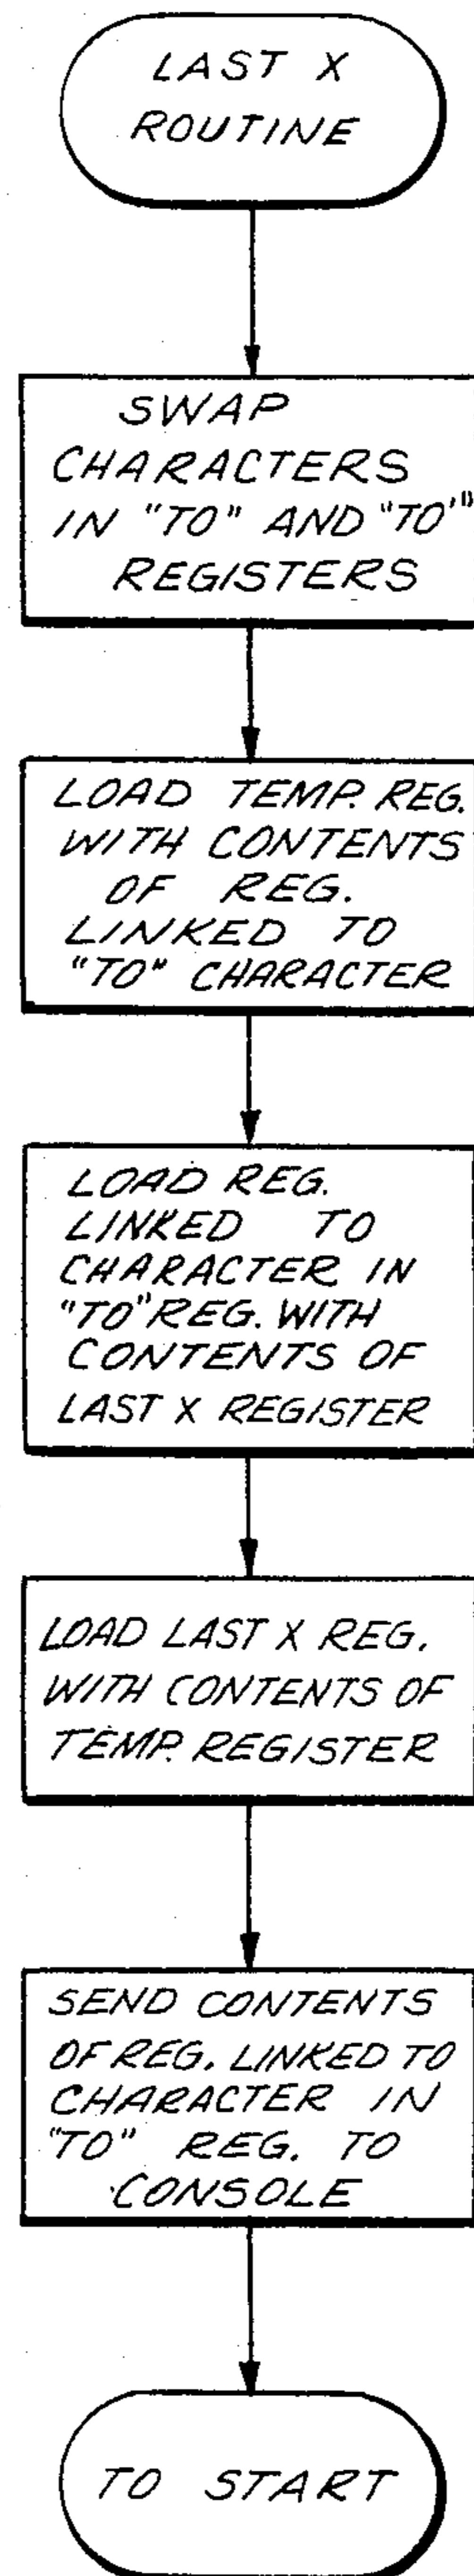 LAST X
ROUTINE
SWAP
CHARACTERS
IN "TO" AND "TO'"
REGISTERS
LOAD TEMP. REG.
WITH CONTENTS
OF REG.
LINKED TO
"TO" CHARACTER
LOAD REG.
LINKED TO
CHARACTER IN
"TO" REG. WITH
CONTENTS OF
LAST X REGISTER
LOAD LAST X REG.
WITH CONTENTS OF
TEMP. REGISTER
SEND CONTENTS
OF REG. LINKED TO
CHARACTER IN
"TO" REG. TO
CONSOLE
TO START